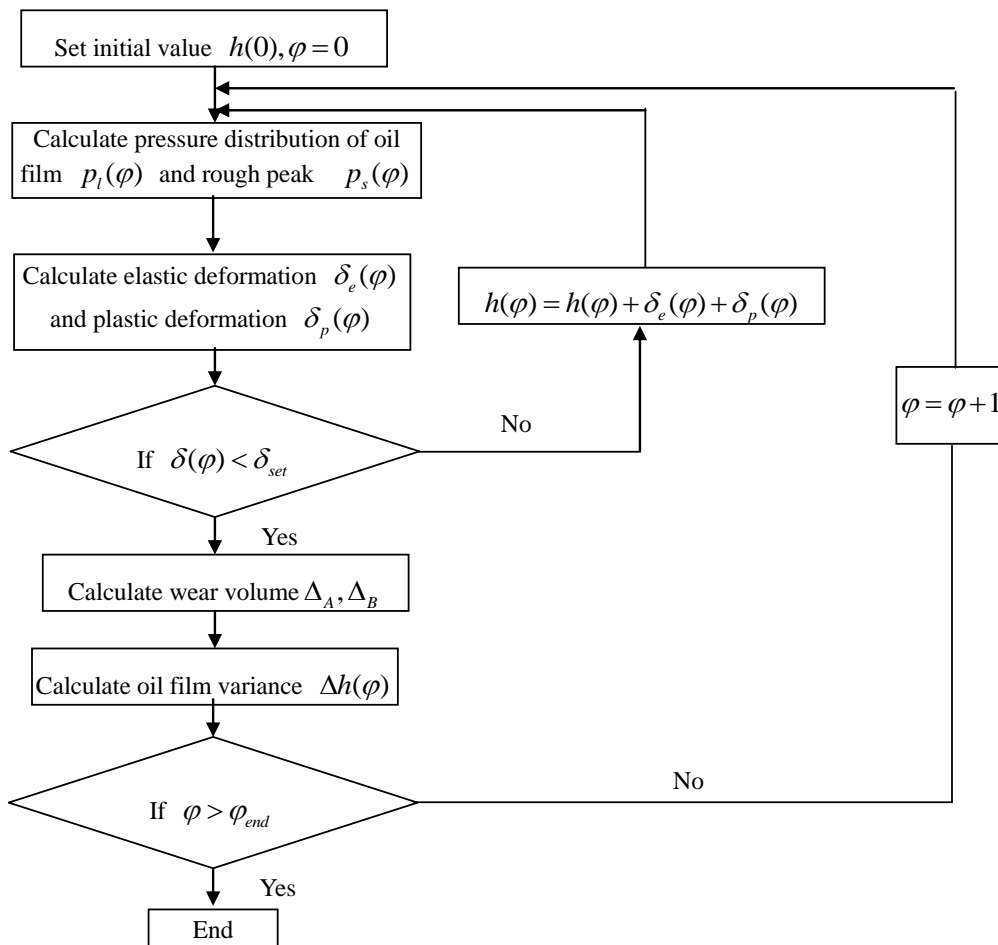 Set initial value h(0), φ = 0
Calculate pressure distribution of oil
film p_l(φ) and rough peak p_s(φ)
Calculate elastic deformation δ_e(φ)
and plastic deformation δ_p(φ)
h(φ) = h(φ) + δ_e(φ) + δ_p(φ)
φ = φ + 1
No
If δ(φ) < δ_set
Yes
Calculate wear volume Δ_A, Δ_B
Calculate oil film variance Δh(φ)
No
If φ > φ_end
Yes
End